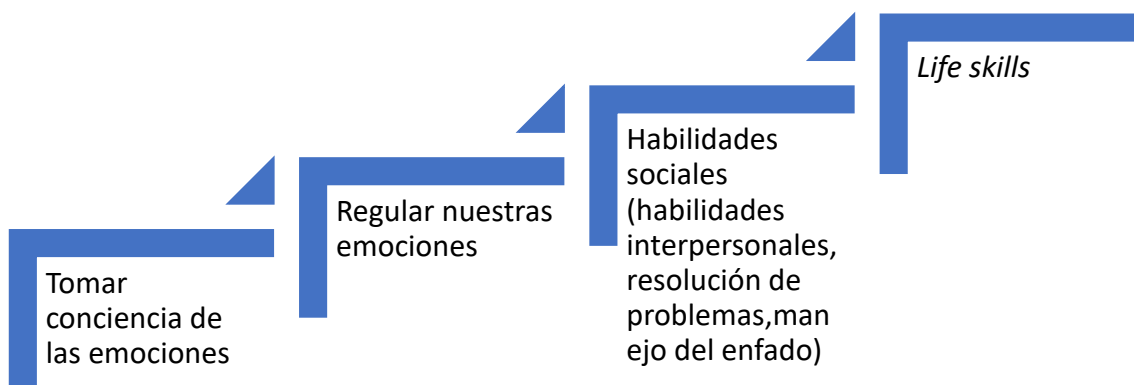 Tomar
conciencia de
las emociones
Regular nuestras
emociones
Habilidades
sociales
(habilidades
interpersonales,
resolución de
problemas,man
ejo del enfado)
Life skills